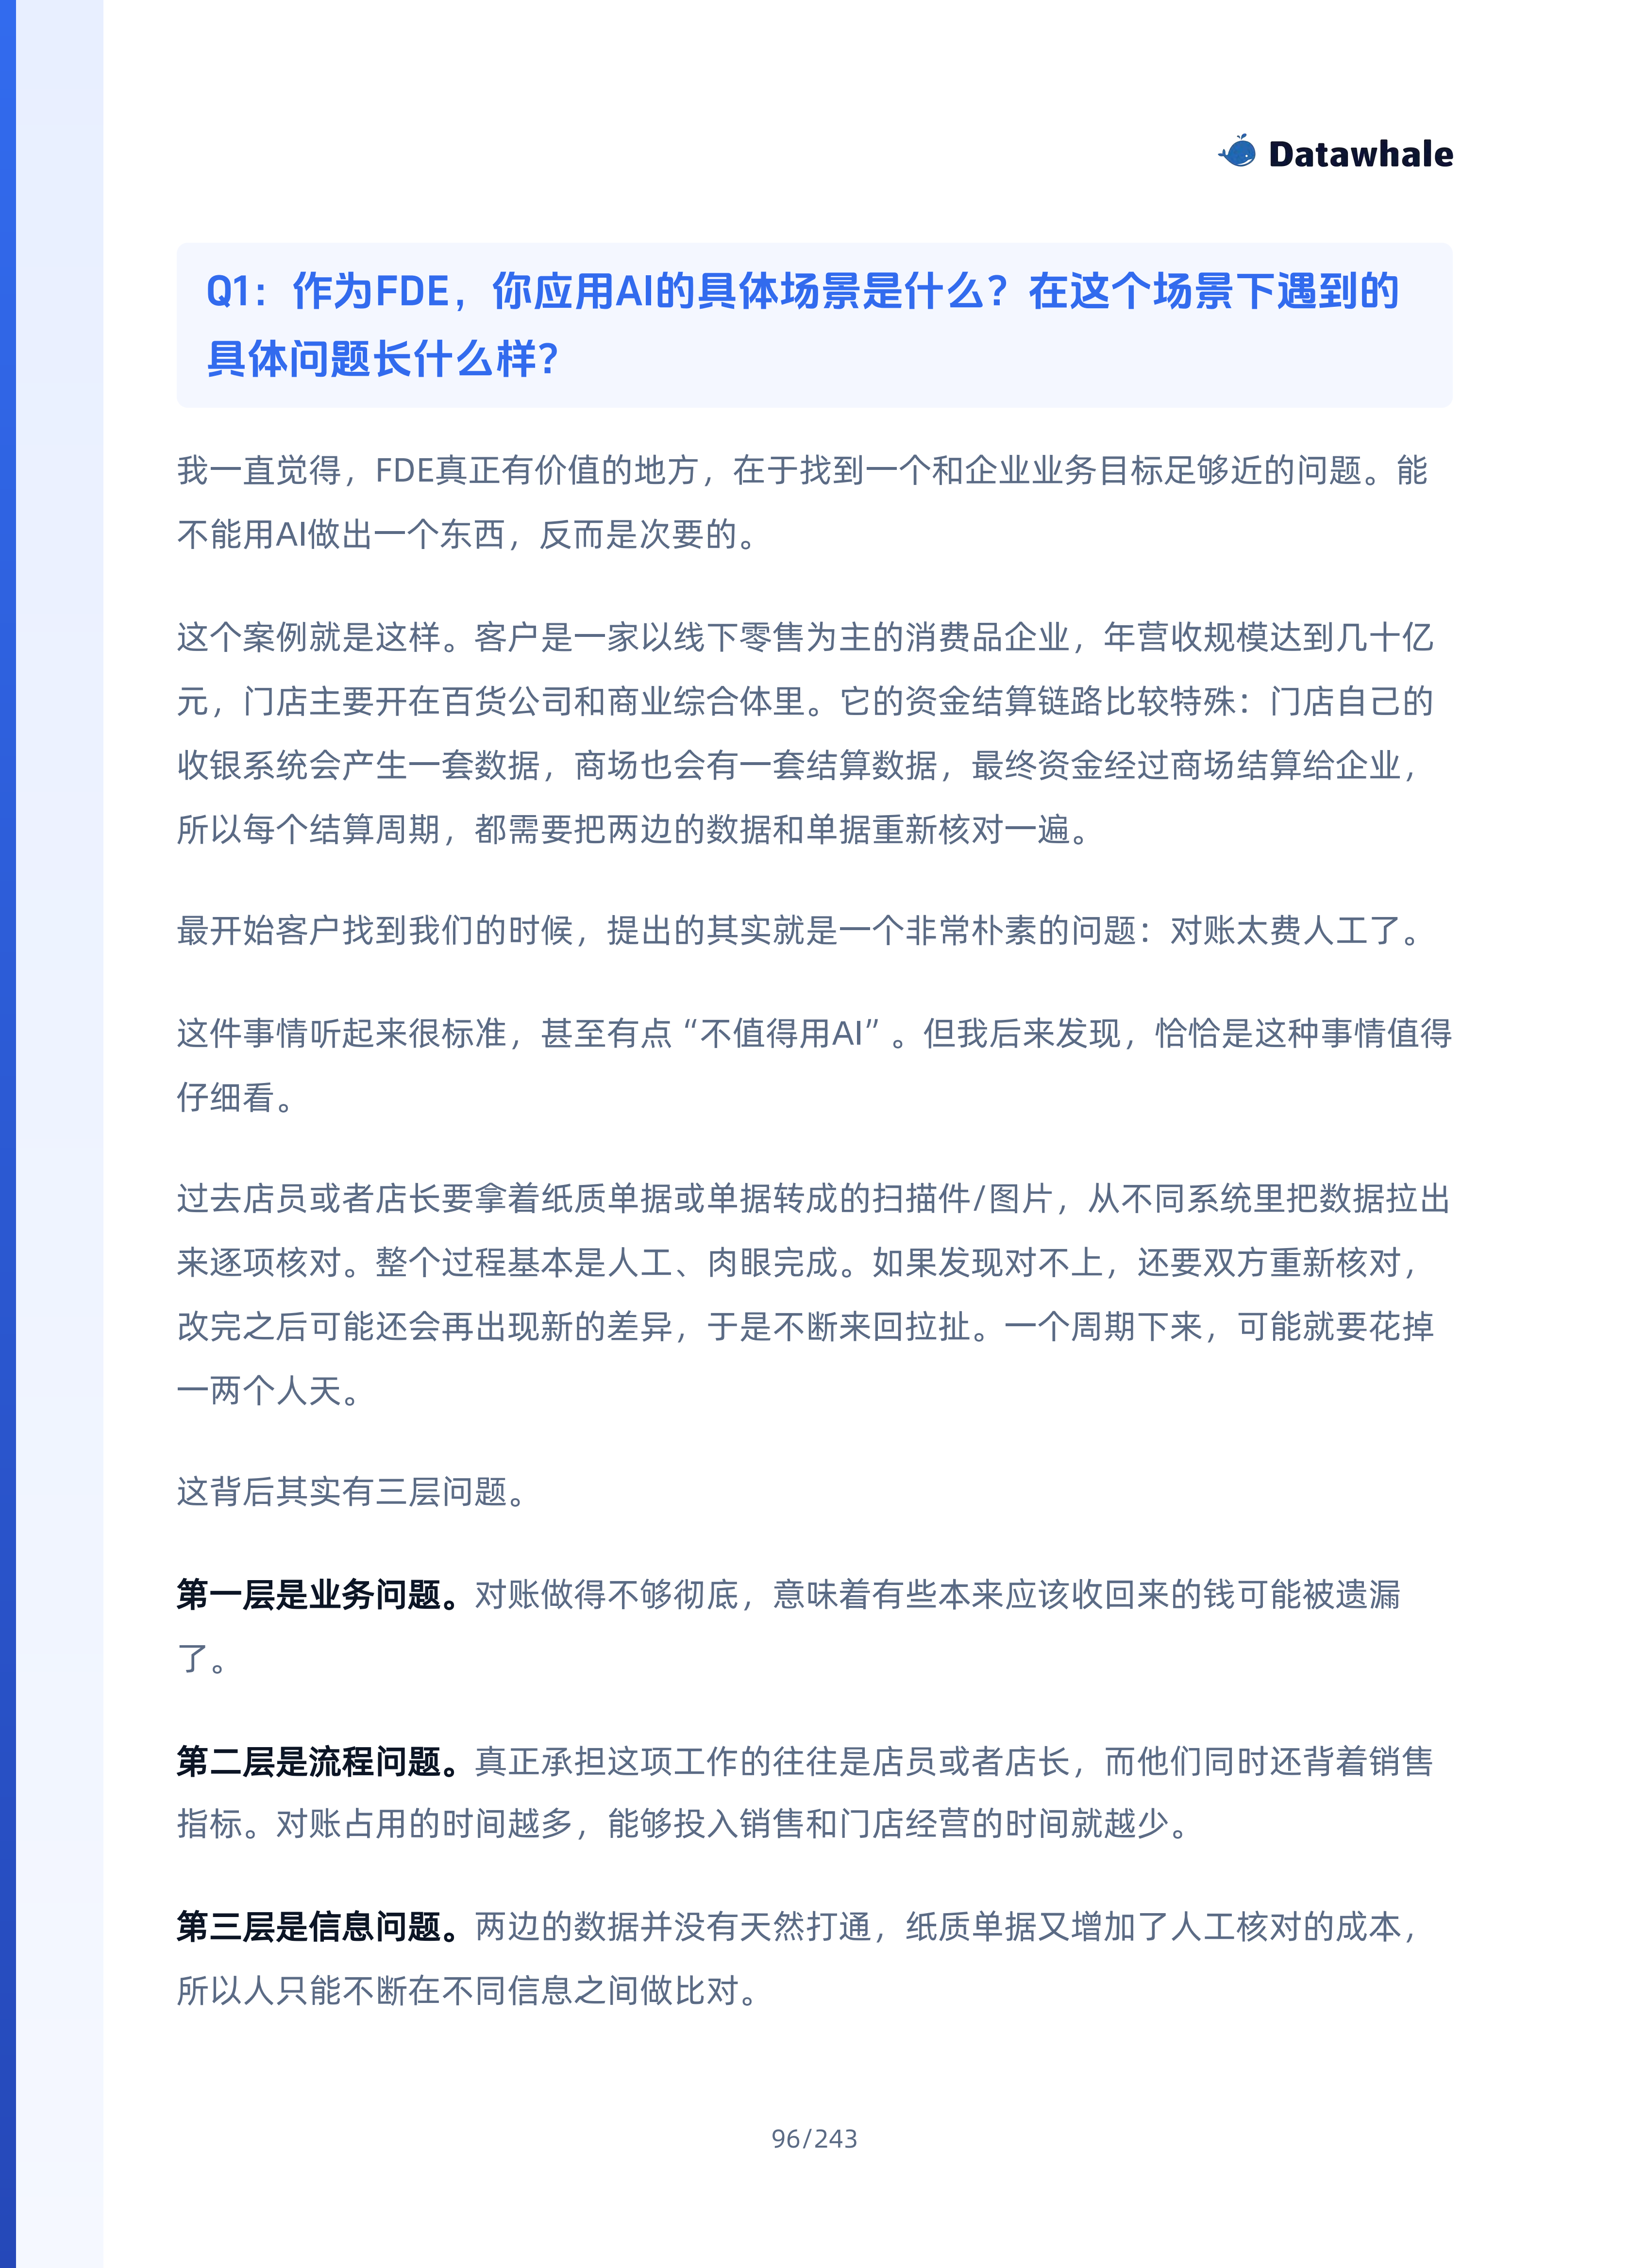 Datawhale
Q1：作为FDE，你应用AI的具体场景是什么？在这个场景下遇到的
具体问题长什么样？
我一直觉得，FDE真正有价值的地方，在于找到一个和企业业务目标足够近的问题。能
不能用AI做出一个东西，反而是次要的。
这个案例就是这样。客户是一家以线下零售为主的消费品企业，年营收规模达到几十亿
元，门店主要开在百货公司和商业综合体里。它的资金结算链路比较特殊：门店自己的
收银系统会产生一套数据，商场也会有一套结算数据，最终资金经过商场结算给企业，
所以每个结算周期，都需要把两边的数据和单据重新核对一遍。
最开始客户找到我们的时候，提出的其实就是一个非常朴素的问题：对账太费人工了。
这件事情听起来很标准，甚至有点“不值得用AI”。但我后来发现，恰恰是这种事情值得
仔细看。
过去店员或者店长要拿着纸质单据或单据转成的扫描件/图片，从不同系统里把数据拉出
来逐项核对。整个过程基本是人工、肉眼完成。如果发现对不上，还要双方重新核对，
改完之后可能还会再出现新的差异，于是不断来回拉扯。一个周期下来，可能就要花掉
一两个人天。
这背后其实有三层问题。
第一层是业务问题。对账做得不够彻底，意味着有些本来应该收回来的钱可能被遗漏
了。
第二层是流程问题。真正承担这项工作的往往是店员或者店长，而他们同时还背着销售
指标。对账占用的时间越多，能够投入销售和门店经营的时间就越少。
第三层是信息问题。两边的数据并没有天然打通，纸质单据又增加了人工核对的成本，
所以人只能不断在不同信息之间做比对。
96/243